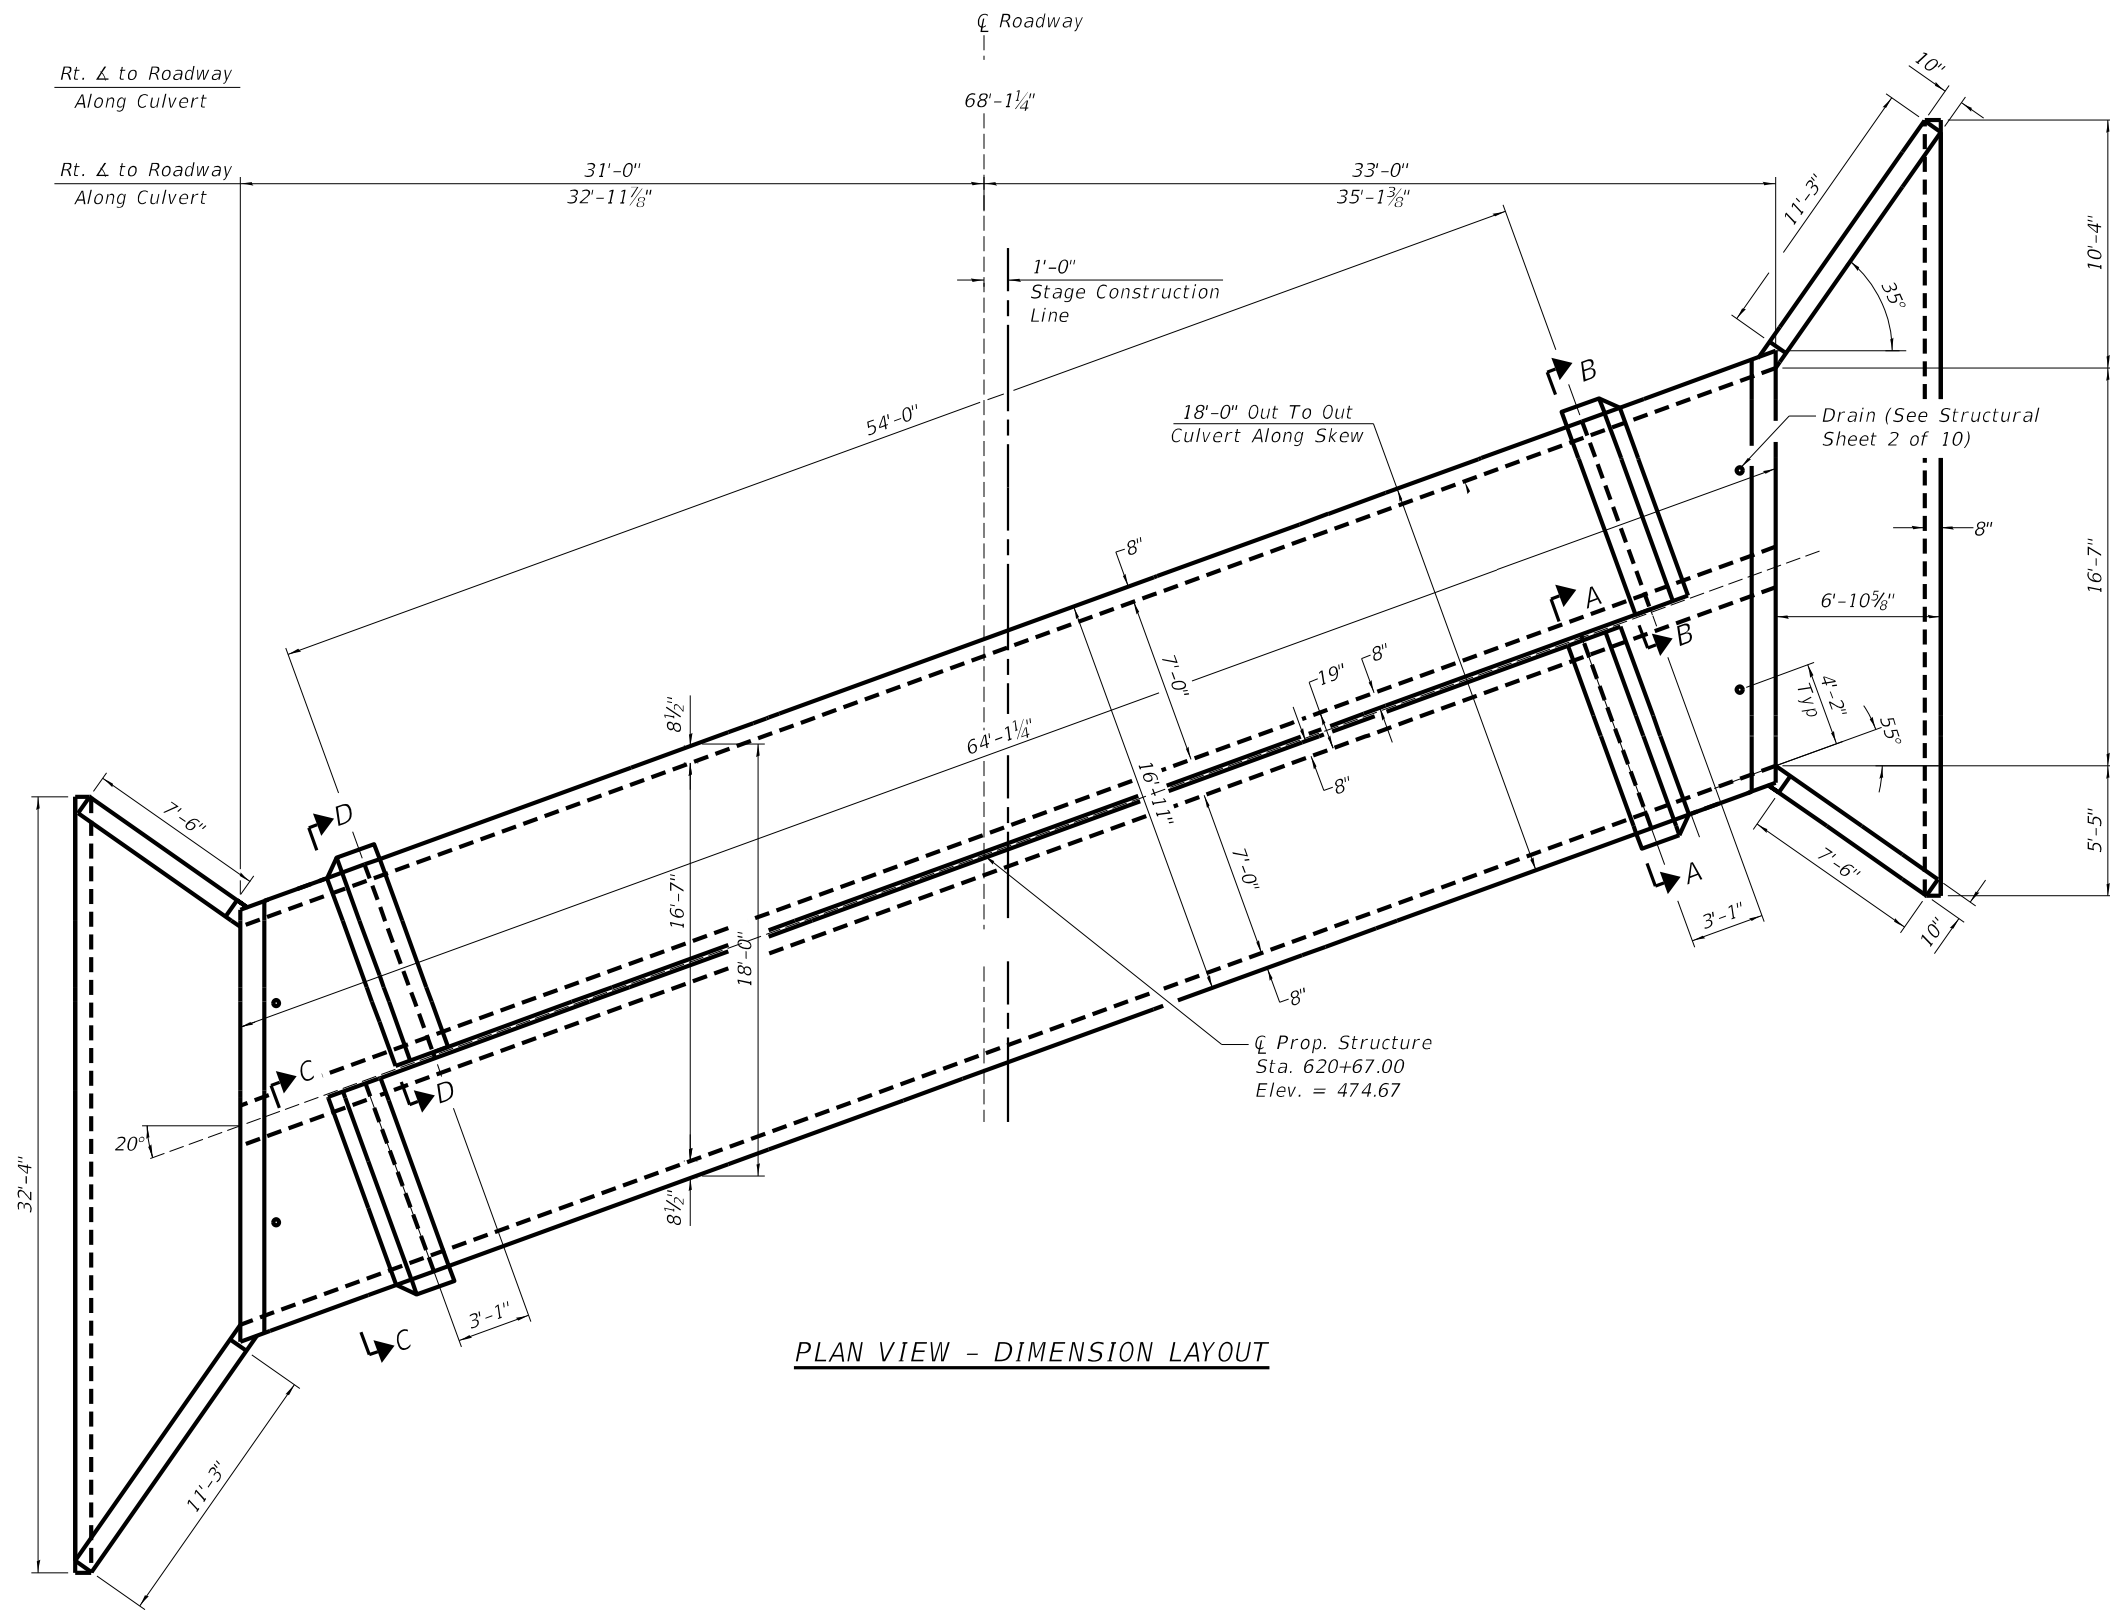 ℄ Roadway
Rt. ∡ to Roadway
Along Culvert
68'-1¼"
Rt. ∡ to Roadway
Along Culvert
31'-0"
32'-11⅞"
33'-0"
35'-1⅜"
10"
11'-3"
10'-4"
35°
1'-0"
Stage Construction
Line
54'-0"
18'-0" Out To Out
Culvert Along Skew
B
Drain (See Structural
Sheet 2 of 10)
8"
8"
16'-7"
6'-10⅝"
A
B
7'-0"
8"
19"
4'-2"
Typ
55°
8½"
64'-1¼"
16'-11"
8"
D
7'-6"
5'-5"
7'-0"
7'-6"
A
3'-1"
10"
16'-7"
18'-0"
8"
℄ Prop. Structure
Sta. 620+67.00
Elev. = 474.67
C
D
20°
32'-4"
8½"
3'-1"
C
11'-3"
PLAN VIEW - DIMENSION LAYOUT